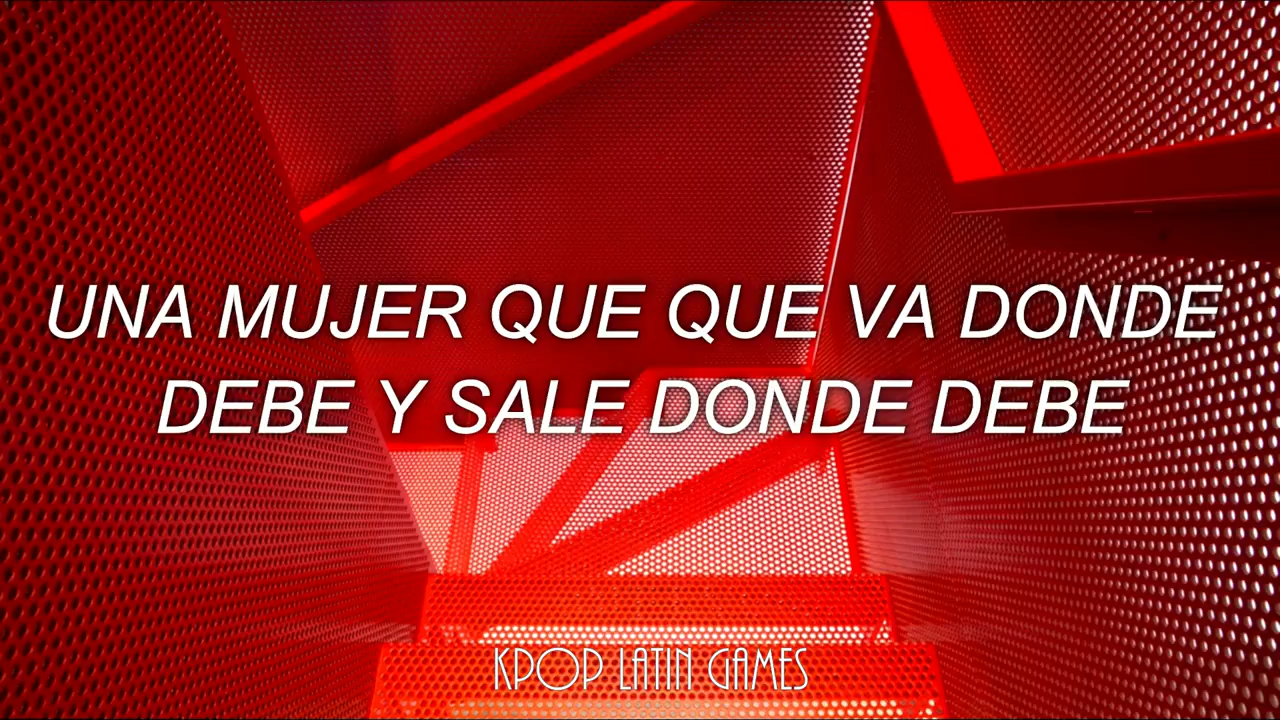 UNA MUJER QUE QUE VA DONDE
DEBE Y SALE DONDE DEBE
KPOP LATIN GAMES